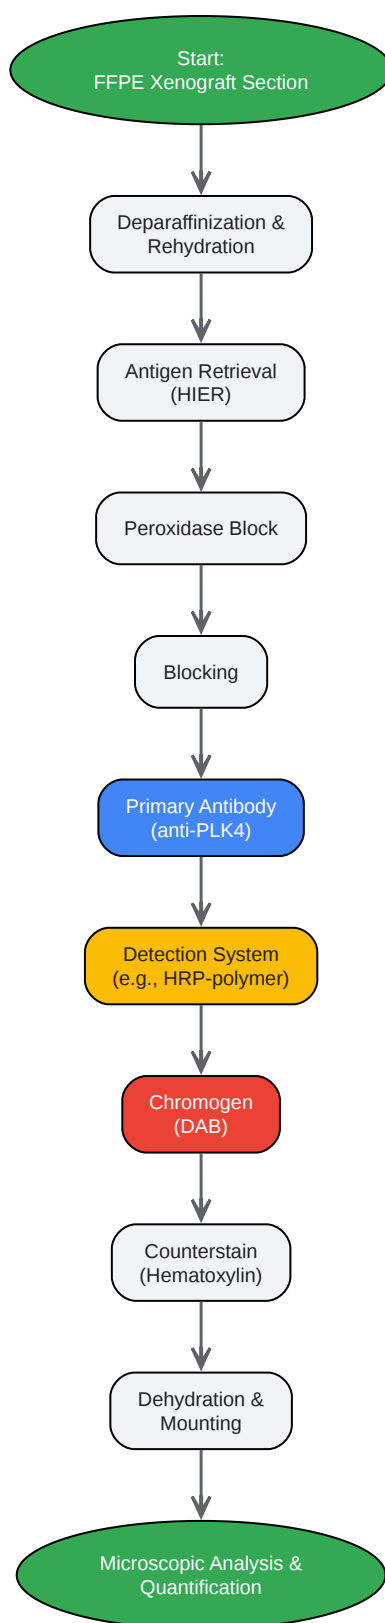 Start:
FFPE Xenograft Section
Deparaffinization &
Rehydration
Antigen Retrieval
(HIER)
Peroxidase Block
Blocking
Primary Antibody
(anti-PLK4)
Detection System
(e.g., HRP-polymer)
Chromogen
(DAB)
Counterstain
(Hematoxylin)
Dehydration &
Mounting
Microscopic Analysis &
Quantification